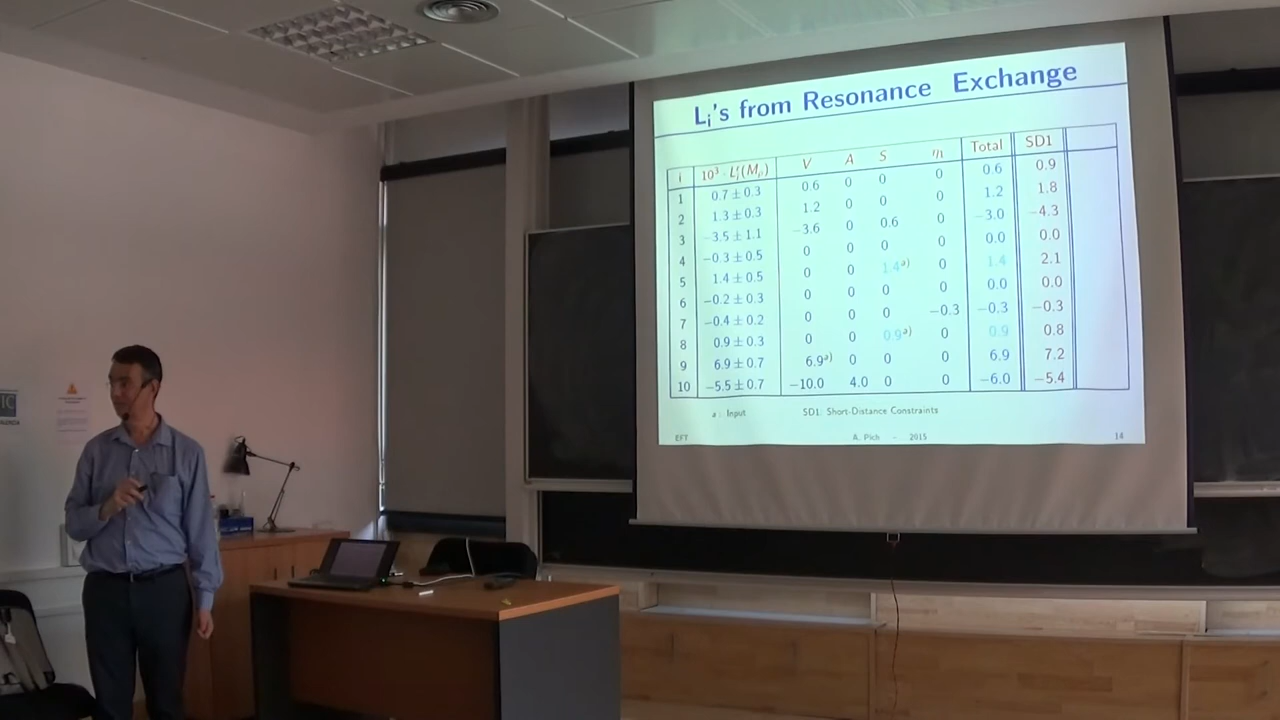 Lᵢ's from Resonance Exchange
i 10³ · Lᵢʳ(Mᵨ) V A S η₁ Total SD1
1 0.7 ± 0.3 0.6 0 0 0 0.6 0.9
2 1.3 ± 0.3 1.2 0 0 0 1.2 1.8
3 −3.5 ± 1.1 −3.6 0 0.6 0 −3.0 −4.3
4 −0.3 ± 0.5 0 0 0 0 0.0 0.0
5 1.4 ± 0.5 0 0 1.4ᵃ⁾ 0 1.4 2.1
6 −0.2 ± 0.3 0 0 0 0 0.0 0.0
7 −0.4 ± 0.2 0 0 0 −0.3 −0.3 −0.3
8 0.9 ± 0.3 0 0 0.9ᵃ⁾ 0 0.9 0.8
9 6.9 ± 0.7 6.9ᵃ⁾ 0 0 0 6.9 7.2
10 −5.5 ± 0.7 −10.0 4.0 0 0 −6.0 −5.4
a) Input SD1: Short-Distance Constraints
EFT A. Pich - 2015 14
IC